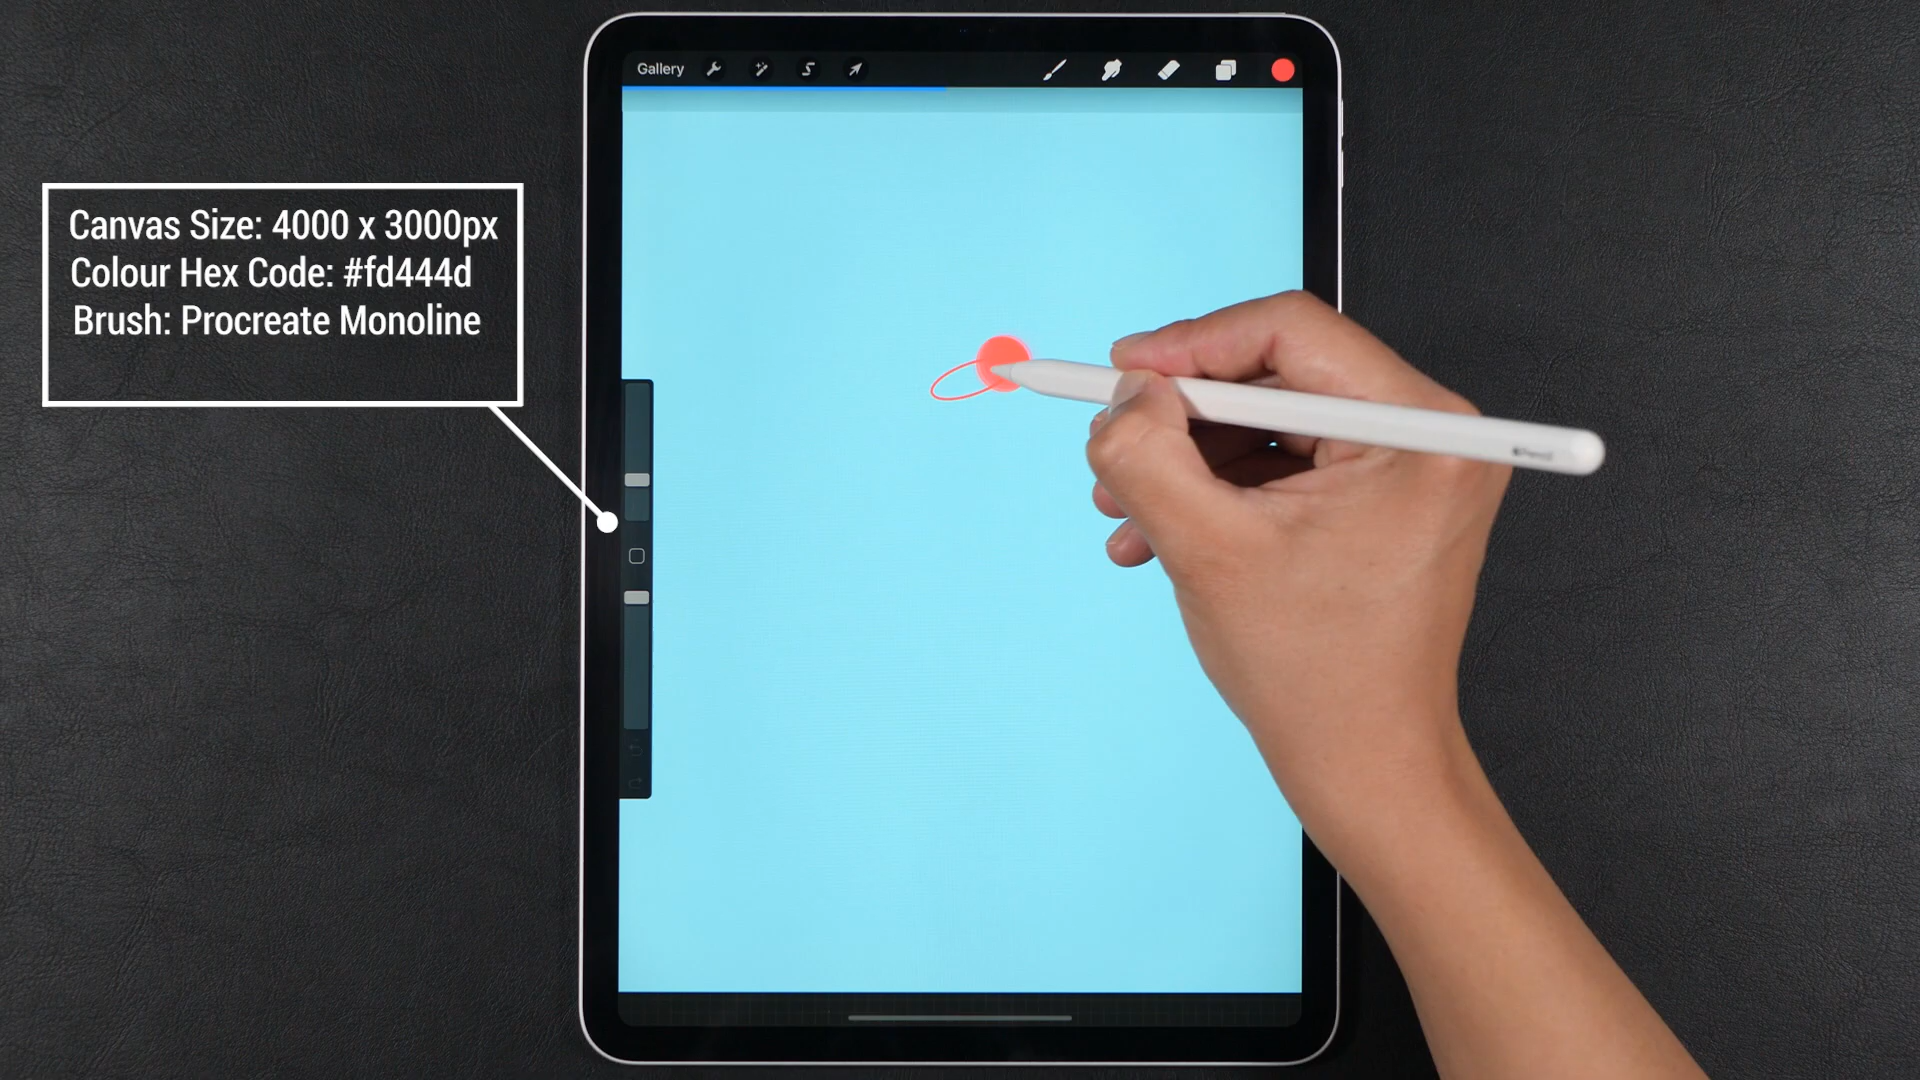 Gallery
Canvas Size: 4000 x 3000px
Colour Hex Code: #fd444d
Brush: Procreate Monoline